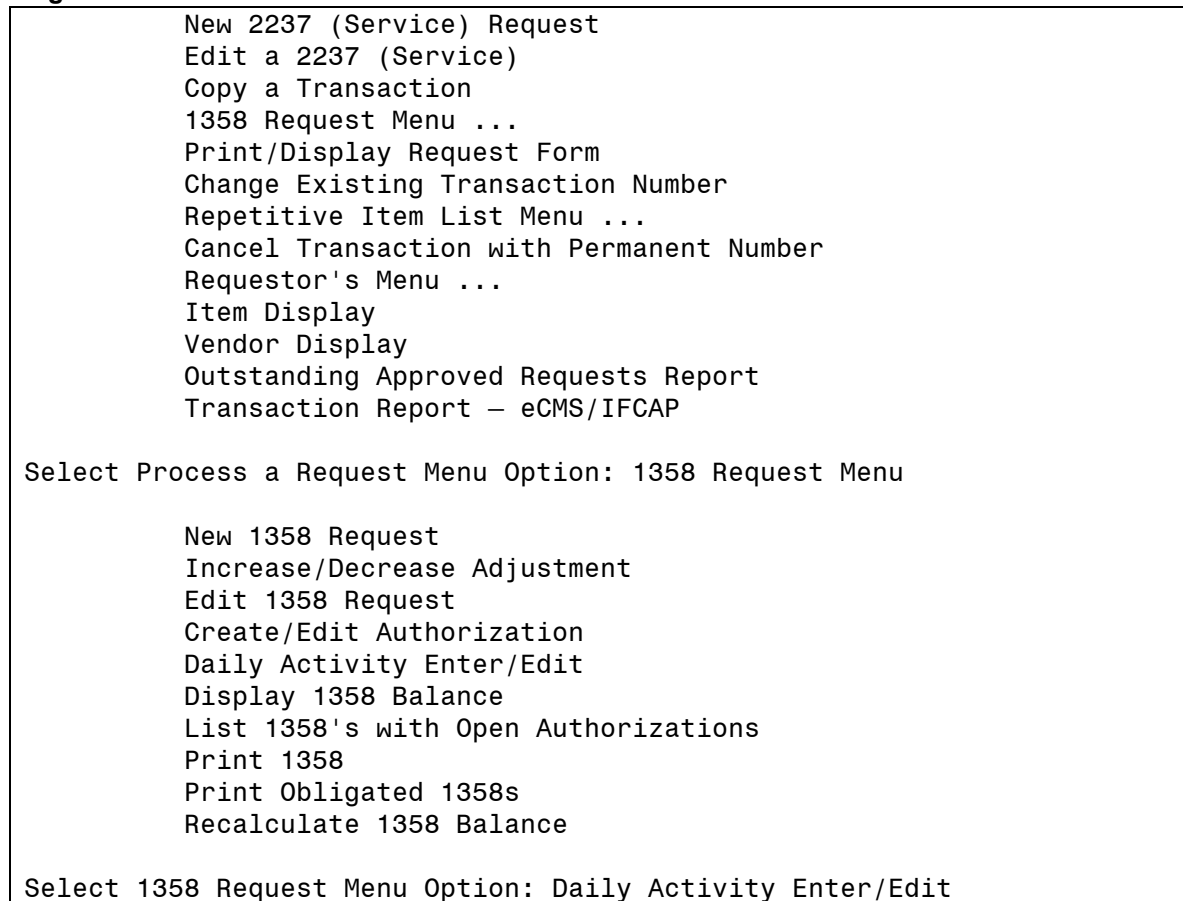 New 2237 (Service) Request
Edit a 2237 (Service)
Copy a Transaction
1358 Request Menu ...
Print/Display Request Form
Change Existing Transaction Number
Repetitive Item List Menu ...
Cancel Transaction with Permanent Number
Requestor's Menu ...
Item Display
Vendor Display
Outstanding Approved Requests Report
Transaction Report – eCMS/IFCAP
Select Process a Request Menu Option: 1358 Request Menu
New 1358 Request
Increase/Decrease Adjustment
Edit 1358 Request
Create/Edit Authorization
Daily Activity Enter/Edit
Display 1358 Balance
List 1358's with Open Authorizations
Print 1358
Print Obligated 1358s
Recalculate 1358 Balance
Select 1358 Request Menu Option: Daily Activity Enter/Edit